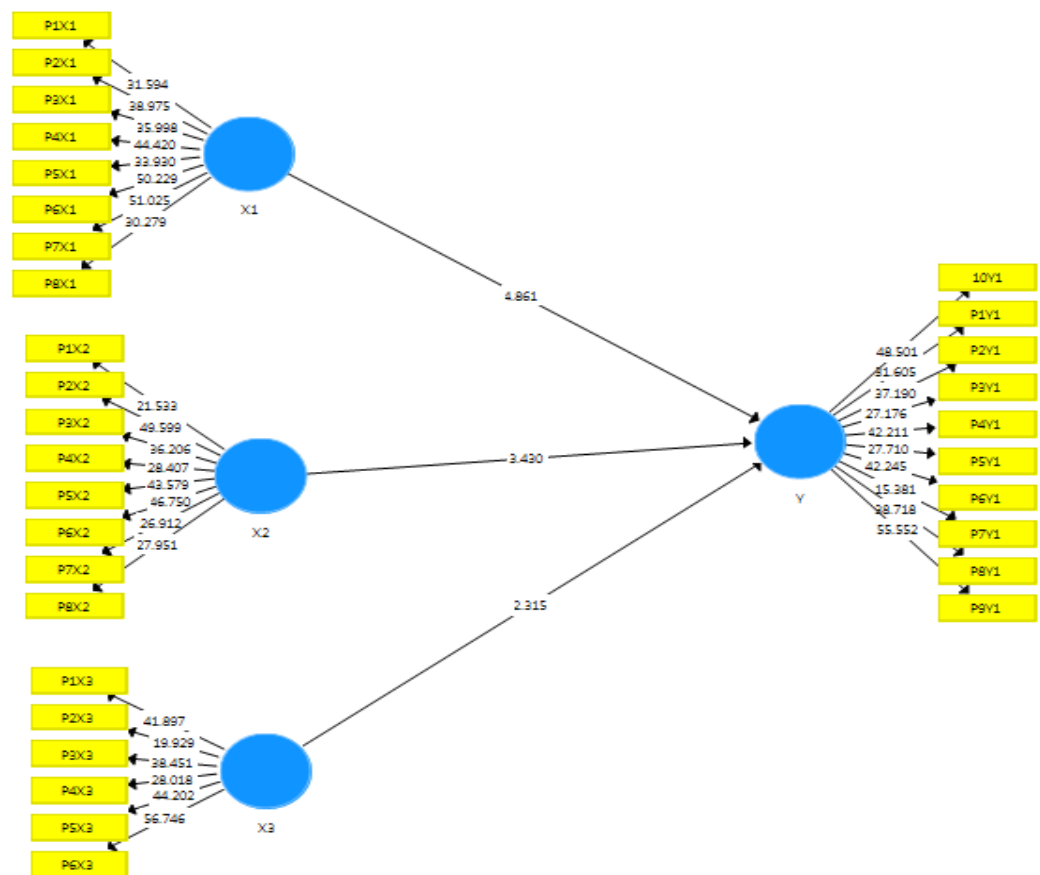 P1X1
P2X1
P3X1
P4X1
P5X1
P6X1
P7X1
P8X1
31.594
38.975
35.998
44.420
33.930
50.229
51.025
30.279
X1
4.861
P1X2
P2X2
P3X2
P4X2
P5X2
P6X2
P7X2
P8X2
21.533
49.599
36.206
28.407
43.579
46.750
26.912
27.951
X2
3.430
P1X3
P2X3
P3X3
P4X3
P5X3
P6X3
41.897
19.929
38.451
28.018
44.202
56.746
X3
2.315
Y
48.501
31.605
37.190
27.176
42.211
27.710
42.245
15.381
38.718
55.552
10Y1
P1Y1
P2Y1
P3Y1
P4Y1
P5Y1
P6Y1
P7Y1
P8Y1
P9Y1